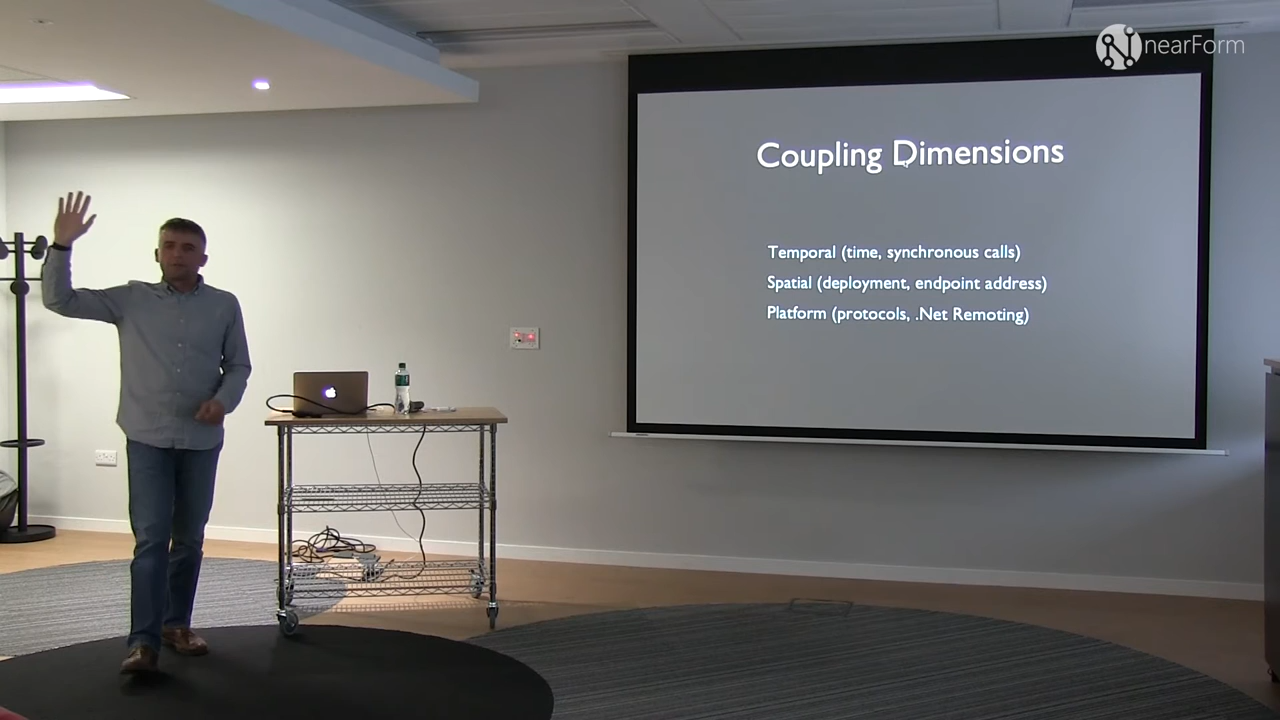 nearForm
Coupling Dimensions
Temporal (time, synchronous calls)
Spatial (deployment, endpoint address)
Platform (protocols, .Net Remoting)